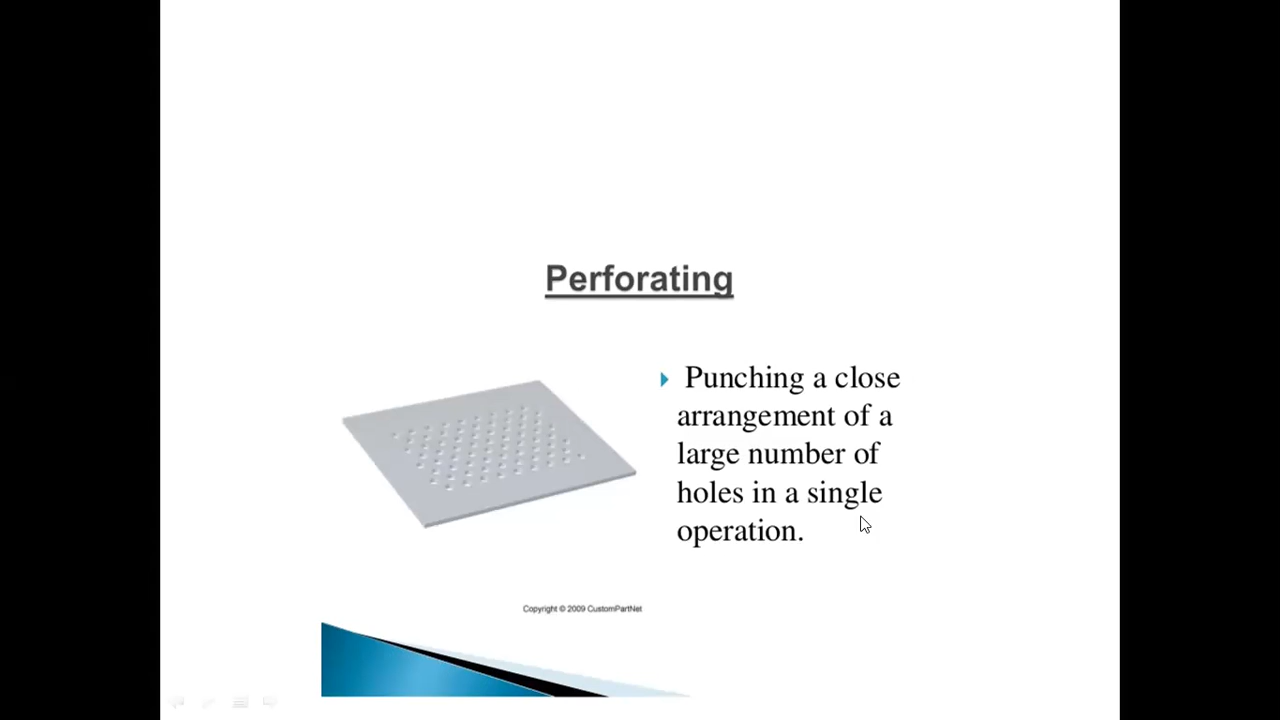 Perforating
Punching a close
arrangement of a
large number of
holes in a single
operation.
Copyright © 2009 CustomPartNet